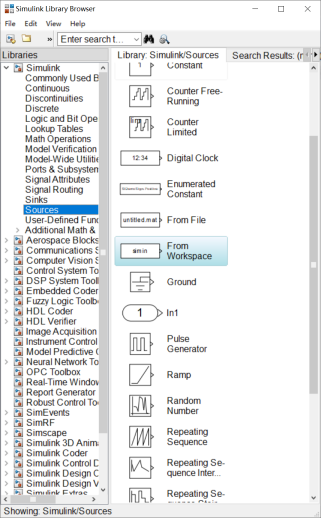 Simulink Library Browser
File Edit View Help
» Enter search t...
Libraries
Library: Simulink/Sources
Search Results: (n
Simulink
Commonly Used B
Continuous
Discontinuities
Discrete
Logic and Bit Ope
Lookup Tables
Math Operations
Model Verification
Model-Wide Utilitie
Ports & Subsystem
Signal Attributes
Signal Routing
Sinks
Sources
User-Defined Func
Additional Math &
Aerospace Blocks
Communications S
Computer Vision S
Control System To
DSP System Toolb
Embedded Coder
Fuzzy Logic Toolb
HDL Coder
HDL Verifier
Image Acquisition
Instrument Control
Model Predictive C
Neural Network To
OPC Toolbox
Real-Time Window
Report Generator
Robust Control Too
SimEvents
SimRF
Simscape
Simulink 3D Anima
Simulink Coder
Simulink Control D
Simulink Design O
Simulink Design V
Simulink Extras
1
Constant
Counter Free-
Running
lim
Counter
Limited
12:34
Digital Clock
Enumerated
Constant
untitled.mat
From File
simin
From
Workspace
Ground
1
In1
Pulse
Generator
Ramp
Random
Number
Repeating
Sequence
Repeating Se-
quence Inter...
Repeating Se-
quence Stair
Showing: Simulink/Sources